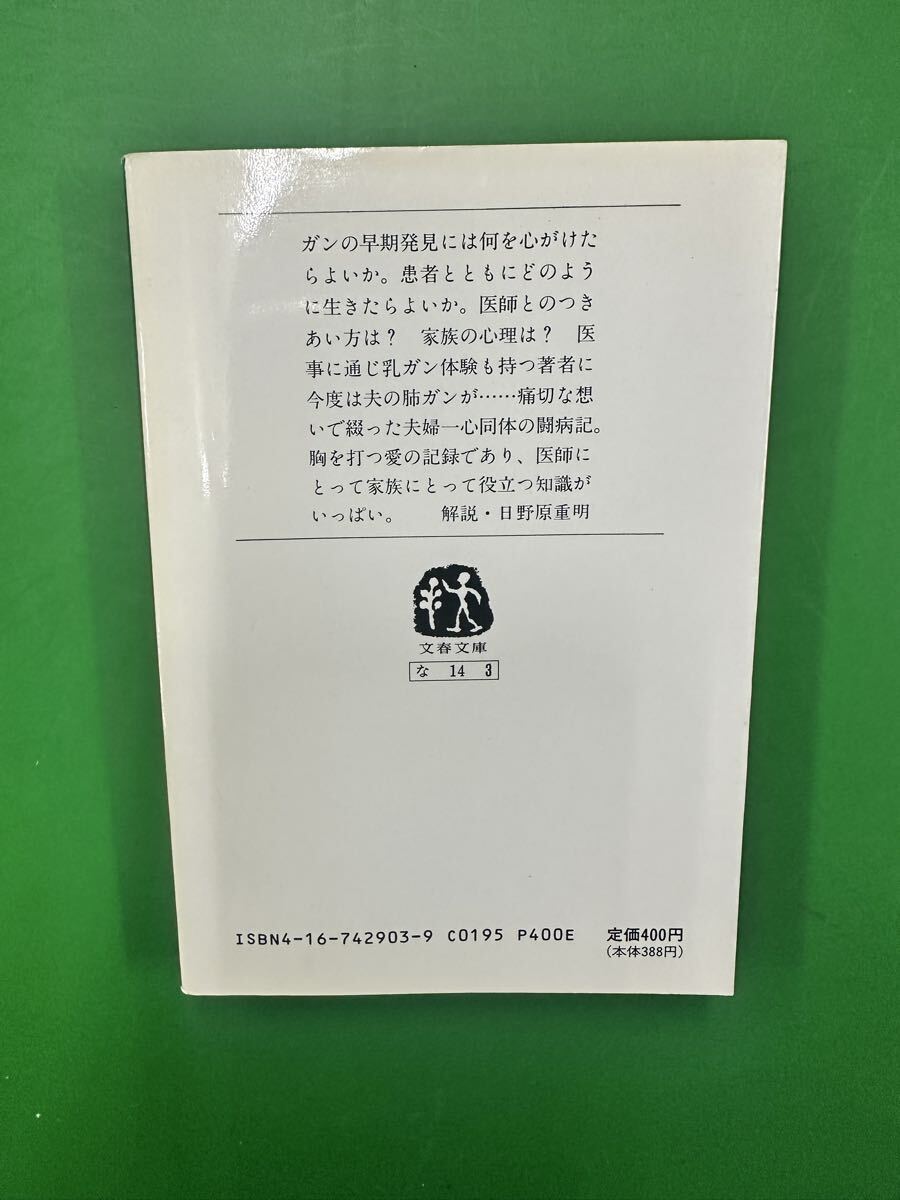 ガンの早期発見には何を心がけた
らよいか。患者とともにどのよう
に生きたらよいか。医師とのつき
あい方は？　家族の心理は？　医
事に通じ乳ガン体験も持つ著者に
今度は夫の肺ガンが……痛切な想
いで綴った夫婦一心同体の闘病記。
胸を打つ愛の記録であり、医師に
とって家族にとって役立つ知識が
いっぱい。　　解説・日野原重明
文春文庫
な 14 3
ISBN4-16-742903-9 C0195 P400E 定価400円
（本体388円）